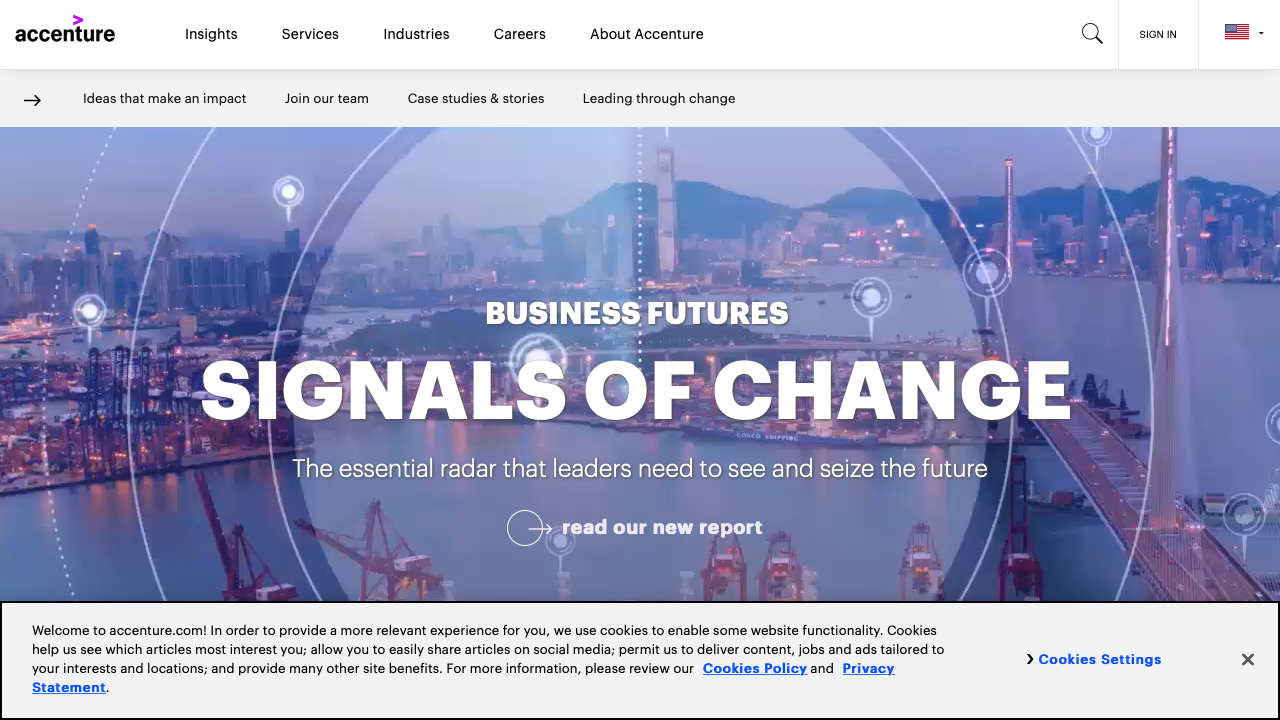 accenture
Insights
Services
Industries
Careers
About Accenture
SIGN IN
Ideas that make an impact
Join our team
Case studies & stories
Leading through change
BUSINESS FUTURES
SIGNALS OF CHANGE
COSCO SHIPPING
The essential radar that leaders need to see and seize the future
read our new report
Welcome to accenture.com! In order to provide a more relevant experience for you, we use cookies to enable some website functionality. Cookies
help us see which articles most interest you; allow you to easily share articles on social media; permit us to deliver content, jobs and ads tailored to
your interests and locations; and provide many other site benefits. For more information, please review our Cookies Policy and Privacy
Statement.
Cookies Settings